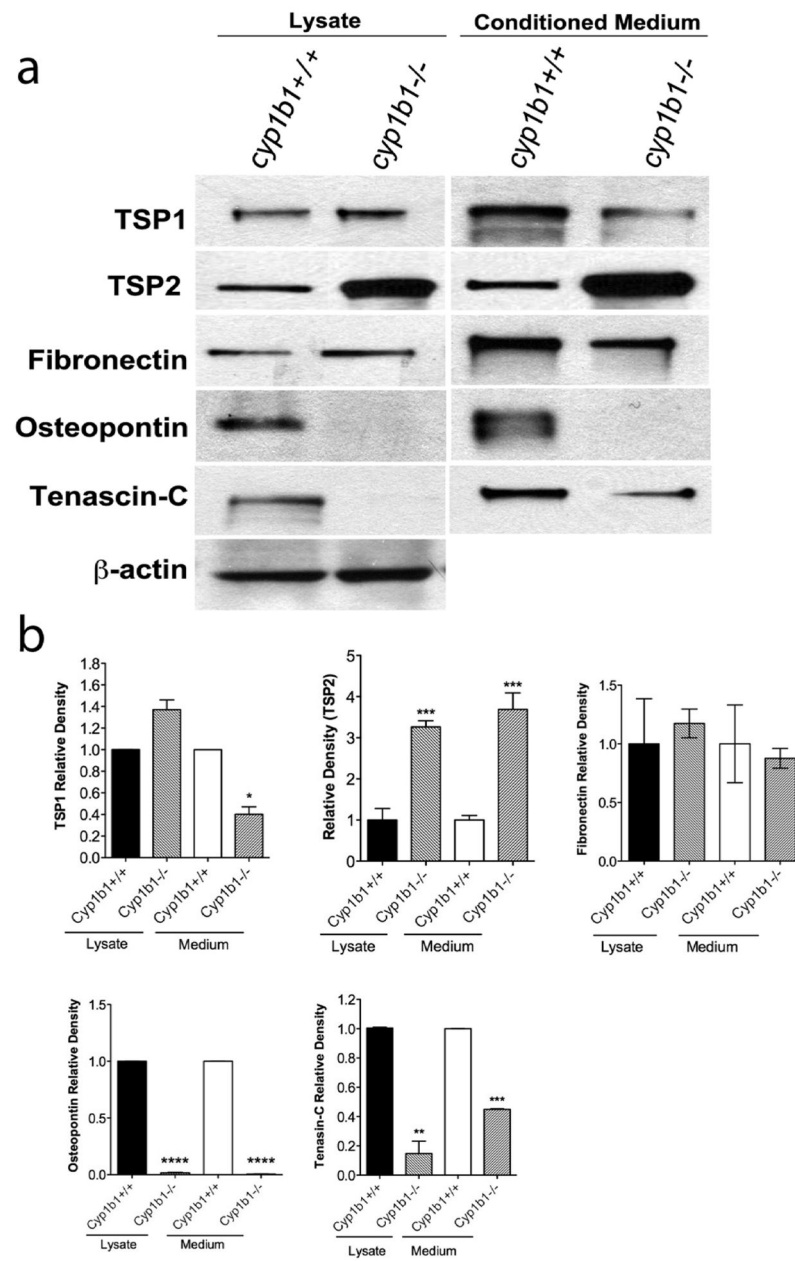 Lysate Conditioned Medium
a
cyp1b1+/+ cyp1b1-/- cyp1b1+/+ cyp1b1-/-
TSP1
TSP2
Fibronectin
Osteopontin
Tenascin-C
β-actin
b
TSP1 Relative Density
1.8
1.6
1.4
1.2
1.0
0.8
0.6
0.4
0.2
0.0
*
Cyp1b1+/+ Cyp1b1-/- Cyp1b1+/+ Cyp1b1-/-
Lysate Medium
Relative Density (TSP2)
5
4
3
2
1
0
*** ***
Cyp1b1+/+ Cyp1b1-/- Cyp1b1+/+ Cyp1b1-/-
Lysate Medium
Fibronectin Relative Density
1.5
1.0
0.5
0.0
Cyp1b1+/+ Cyp1b1-/- Cyp1b1+/+ Cyp1b1-/-
Lysate Medium
Osteopontin Relative Density
1.5
1.0
0.5
0.0
**** ****
Cyp1b1+/+ Cyp1b1-/- Cyp1b1+/+ Cyp1b1-/-
Lysate Medium
Tenasin-C Relative Density
1.2
1.0
0.8
0.6
0.4
0.2
0.0
** ***
Cyp1b1+/+ Cyp1b1-/- Cyp1b1+/+ Cyp1b1-/-
Lysate Medium